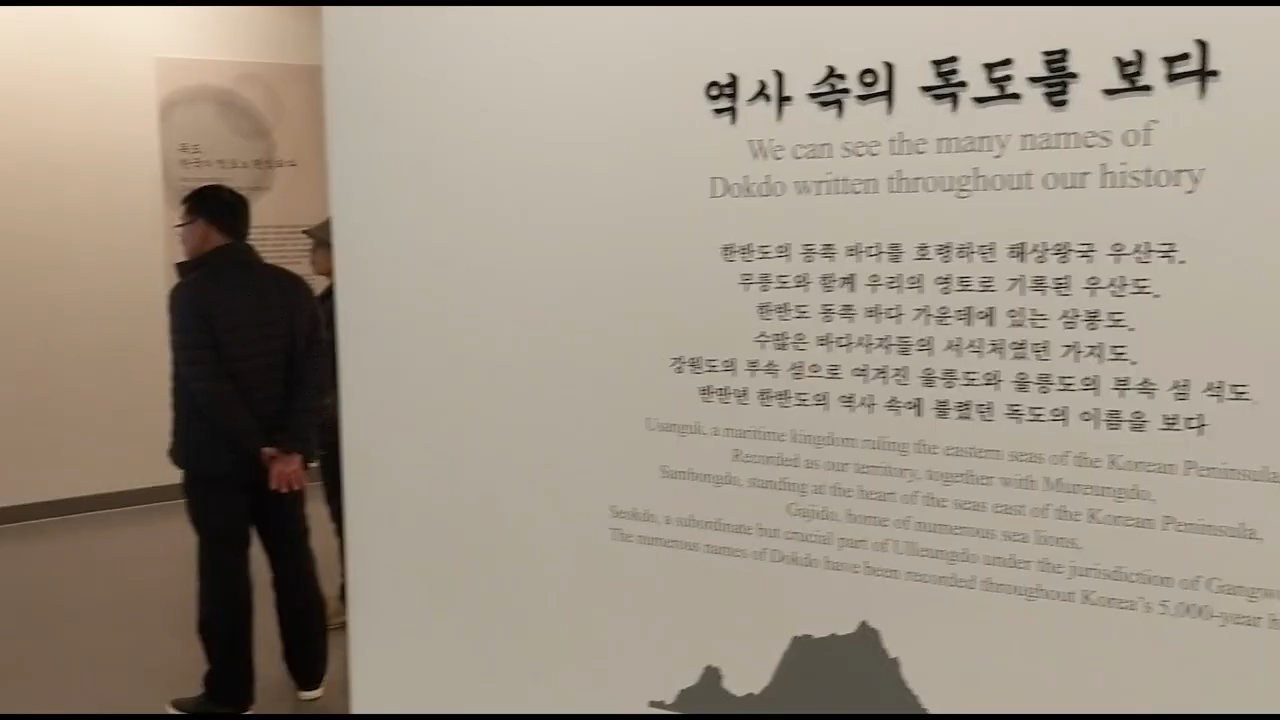 독도,
역사 속의 독도를 보다
We can see the many names of
Dokdo written throughout our history
한반도의 동쪽 바다를 호령하던 해상왕국 우산국,
무릉도와 함께 우리의 영토로 기록된 우산도,
한반도 동쪽 바다 가운데에 있는 삼봉도,
수많은 바다사자들의 서식처였던 가지도,
강원도의 부속 섬으로 여겨진 울릉도와 울릉도의 부속 섬 석도
반만년 한반도의 역사 속에 불렸던 독도의 이름을 보다
Usanguk, a maritime kingdom ruling the eastern seas of the Korean Peninsula
Recorded as our territory, together with Mureungdo,
Sambongdo, standing at the heart of the seas east of the Korean Peninsula,
Gajido, home of numerous sea lions,
Seokdo, a subordinate but crucial part of Ulleungdo under the jurisdiction of Gangw
The numerous names of Dokdo have been recorded throughout Korea's 5,000-year